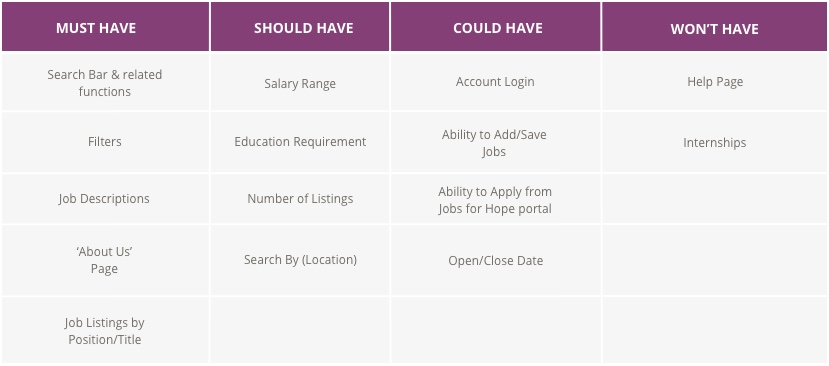 MUST HAVE
SHOULD HAVE
COULD HAVE
WON'T HAVE
Search Bar & related
functions
Salary Range
Account Login
Help Page
Filters
Education Requirement
Ability to Add/Save
Jobs
Internships
Job Descriptions
Number of Listings
Ability to Apply from
Jobs for Hope portal
‘About Us’
Page
Search By (Location)
Open/Close Date
Job Listings by
Position/Title